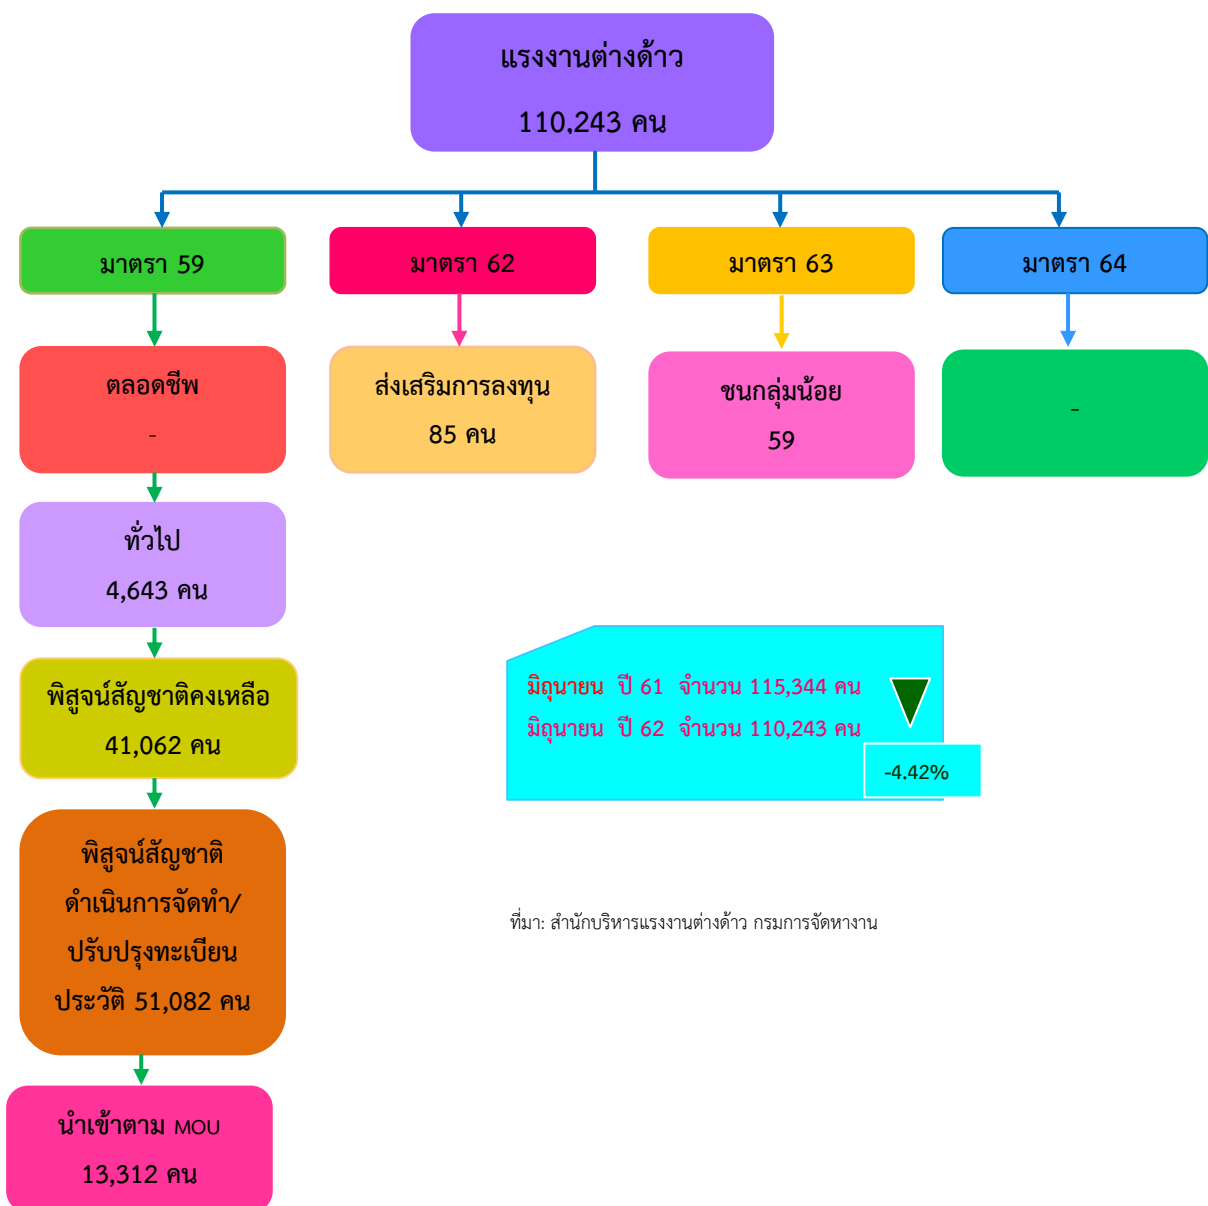 แรงงานต่างด้าว
110,243 คน
มาตรา 59
มาตรา 62
มาตรา 63
มาตรา 64
ตลอดชีพ
-
ส่งเสริมการลงทุน
85 คน
ชนกลุ่มน้อย
59
-
ทั่วไป
4,643 คน
พิสูจน์สัญชาติคงเหลือ
41,062 คน
มิถุนายน ปี 61 จำนวน 115,344 คน
มิถุนายน ปี 62 จำนวน 110,243 คน
-4.42%
พิสูจน์สัญชาติ
ดำเนินการจัดทำ/
ปรับปรุงทะเบียน
ประวัติ 51,082 คน
ที่มา: สำนักบริหารแรงงานต่างด้าว กรมการจัดหางาน
นำเข้าตาม MOU
13,312 คน